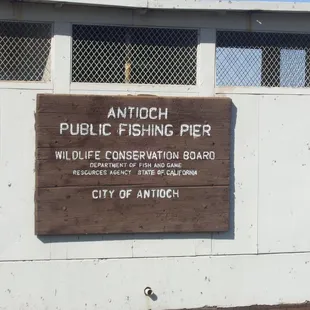 ANTIOCH
PUBLIC FISHING PIER
WILDLIFE CONSERVATION BOARD
DEPARTMENT OF FISH AND GAME
RESOURCES AGENCY STATE OF CALIFORNIA
CITY OF ANTIOCH